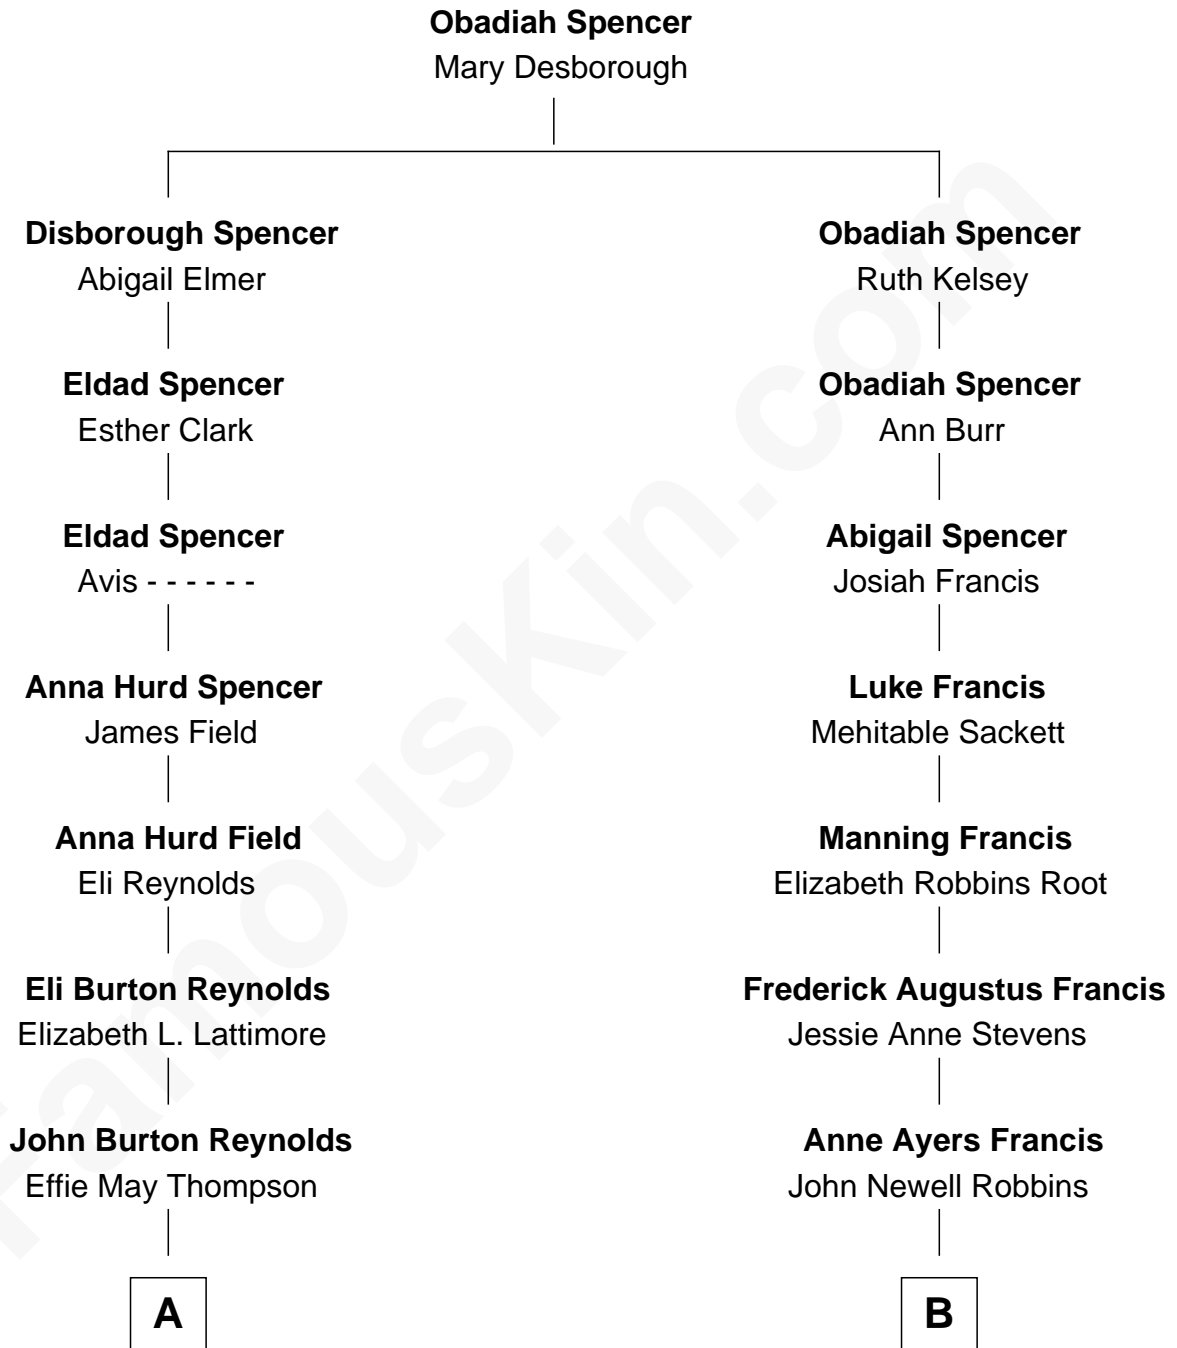 Obadiah Spencer
Mary Desborough
Disborough Spencer
Abigail Elmer
Obadiah Spencer
Ruth Kelsey
Eldad Spencer
Esther Clark
Obadiah Spencer
Ann Burr
Eldad Spencer
Avis - - - - - -
Abigail Spencer
Josiah Francis
Anna Hurd Spencer
James Field
Luke Francis
Mehitable Sackett
Anna Hurd Field
Eli Reynolds
Manning Francis
Elizabeth Robbins Root
Eli Burton Reynolds
Elizabeth L. Lattimore
Frederick Augustus Francis
Jessie Anne Stevens
John Burton Reynolds
Effie May Thompson
Anne Ayers Francis
John Newell Robbins
A
B
FamousKin.com